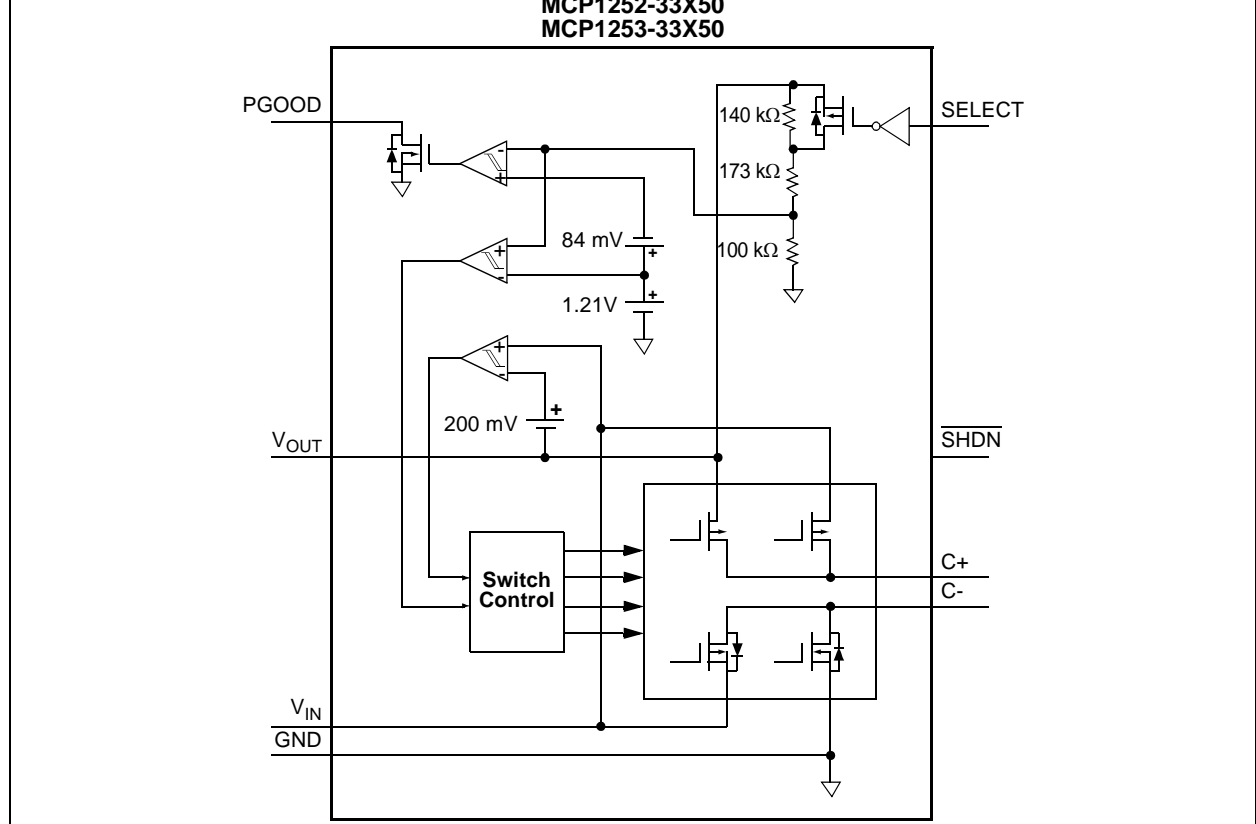 MCP1252-33X50
MCP1253-33X50
PGOOD
SELECT
140 kΩ
173 kΩ
100 kΩ
-
+
84 mV
+
+
-
1.21V
+
+
-
200 mV
+
VOUT
SHDN
Switch
Control
C+
C-
VIN
GND